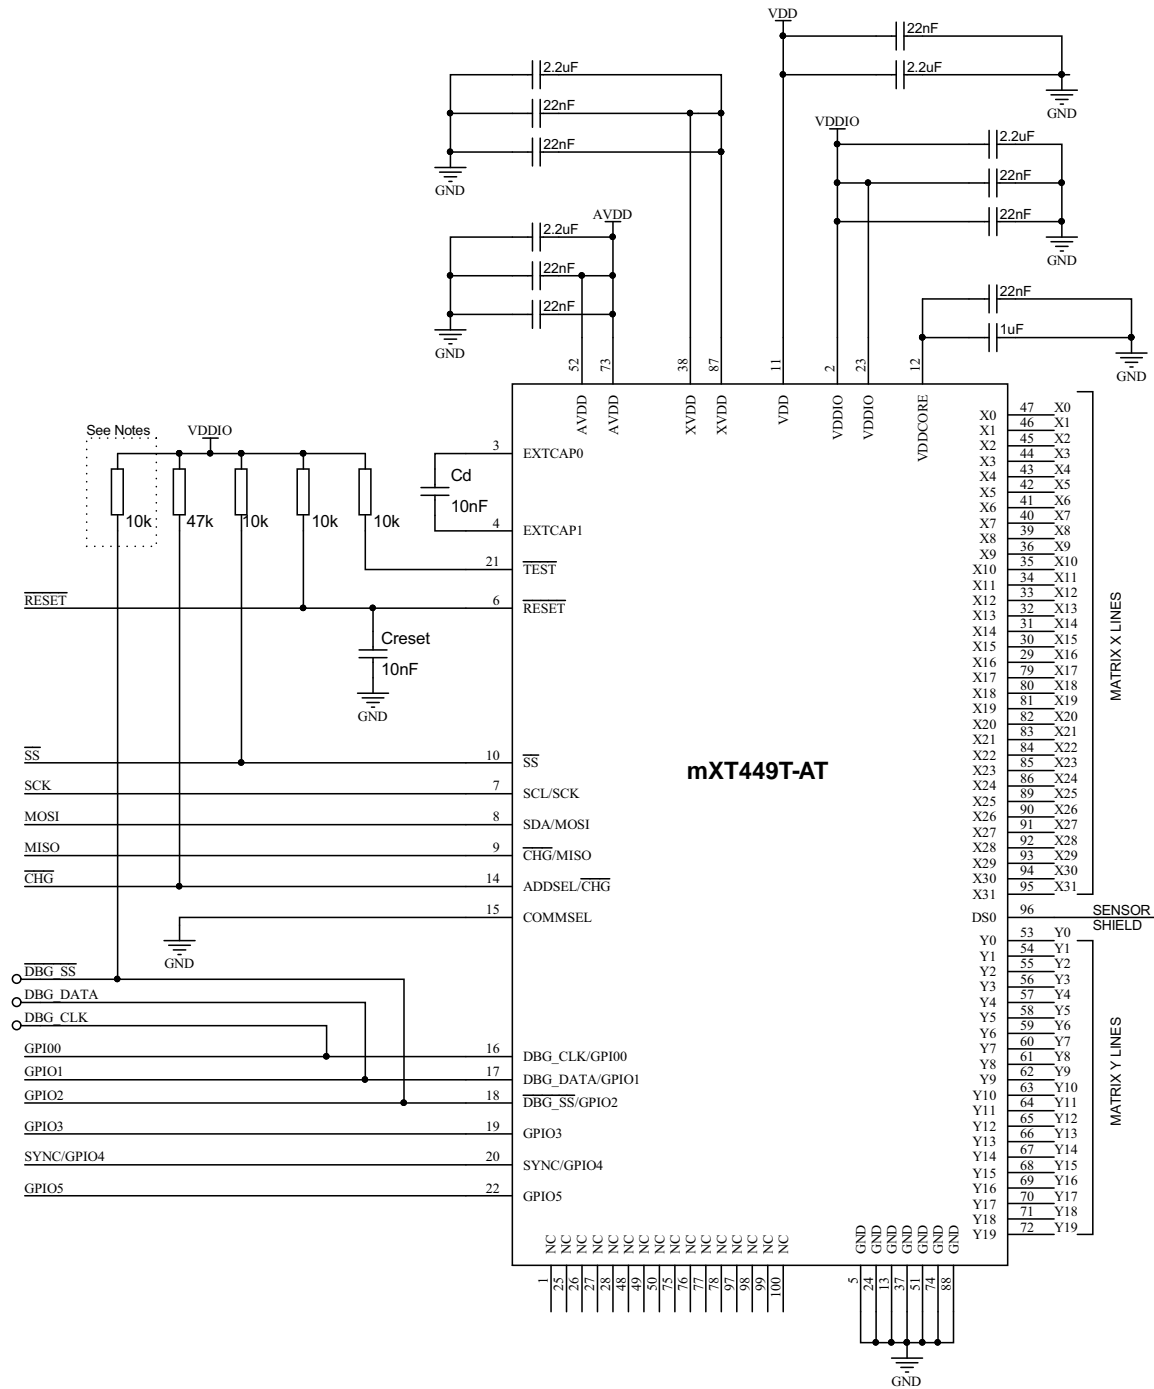 VDD
22nF
2.2uF
GND
2.2uF
22nF
22nF
GND
VDDIO
2.2uF
22nF
22nF
GND
AVDD
2.2uF
22nF
22nF
GND
22nF
1uF
GND
52 AVDD
73 AVDD
38 XVDD
87 XVDD
11 VDD
2 VDDIO
23 VDDIO
12 VDDCORE
See Notes
VDDIO
10k
47k
10k
10k
10k
Cd
10nF
3 EXTCAP0
4 EXTCAP1
21 TEST
RESET 6 RESET
Creset
10nF
GND
SS 10 SS
SCK 7 SCL/SCK
MOSI 8 SDA/MOSI
MISO 9 CHG/MISO
CHG 14 ADDSEL/CHG
15 COMMSEL
GND
DBG_SS
DBG_DATA
DBG_CLK
GPI00 16 DBG_CLK/GPI00
GPIO1 17 DBG_DATA/GPIO1
GPIO2 18 DBG_SS/GPIO2
GPIO3 19 GPIO3
SYNC/GPIO4 20 SYNC/GPIO4
GPIO5 22 GPIO5
mXT449T-AT
X0 47 X0
X1 46 X1
X2 45 X2
X3 44 X3
X4 43 X4
X5 42 X5
X6 41 X6
X7 40 X7
X8 39 X8
X9 36 X9
X10 35 X10
X11 34 X11
X12 33 X12
X13 32 X13
X14 31 X14
X15 30 X15
X16 29 X16
X17 79 X17
X18 80 X18
X19 81 X19
X20 82 X20
X21 83 X21
X22 84 X22
X23 85 X23
X24 86 X24
X25 89 X25
X26 90 X26
X27 91 X27
X28 92 X28
X29 93 X29
X30 94 X30
X31 95 X31
MATRIX X LINES
DS0 96 SENSOR
SHIELD
Y0 53 Y0
Y1 54 Y1
Y2 55 Y2
Y3 56 Y3
Y4 57 Y4
Y5 58 Y5
Y6 59 Y6
Y7 60 Y7
Y8 61 Y8
Y9 62 Y9
Y10 63 Y10
Y11 64 Y11
Y12 65 Y12
Y13 66 Y13
Y14 67 Y14
Y15 68 Y15
Y16 69 Y16
Y17 70 Y17
Y18 71 Y18
Y19 72 Y19
MATRIX Y LINES
NC 1
NC 25
NC 26
NC 27
NC 28
NC 48
NC 49
NC 50
NC 75
NC 76
NC 77
NC 78
NC 97
NC 98
NC 99
NC 100
GND 5
GND 24
GND 13
GND 37
GND 51
GND 74
GND 88
GND